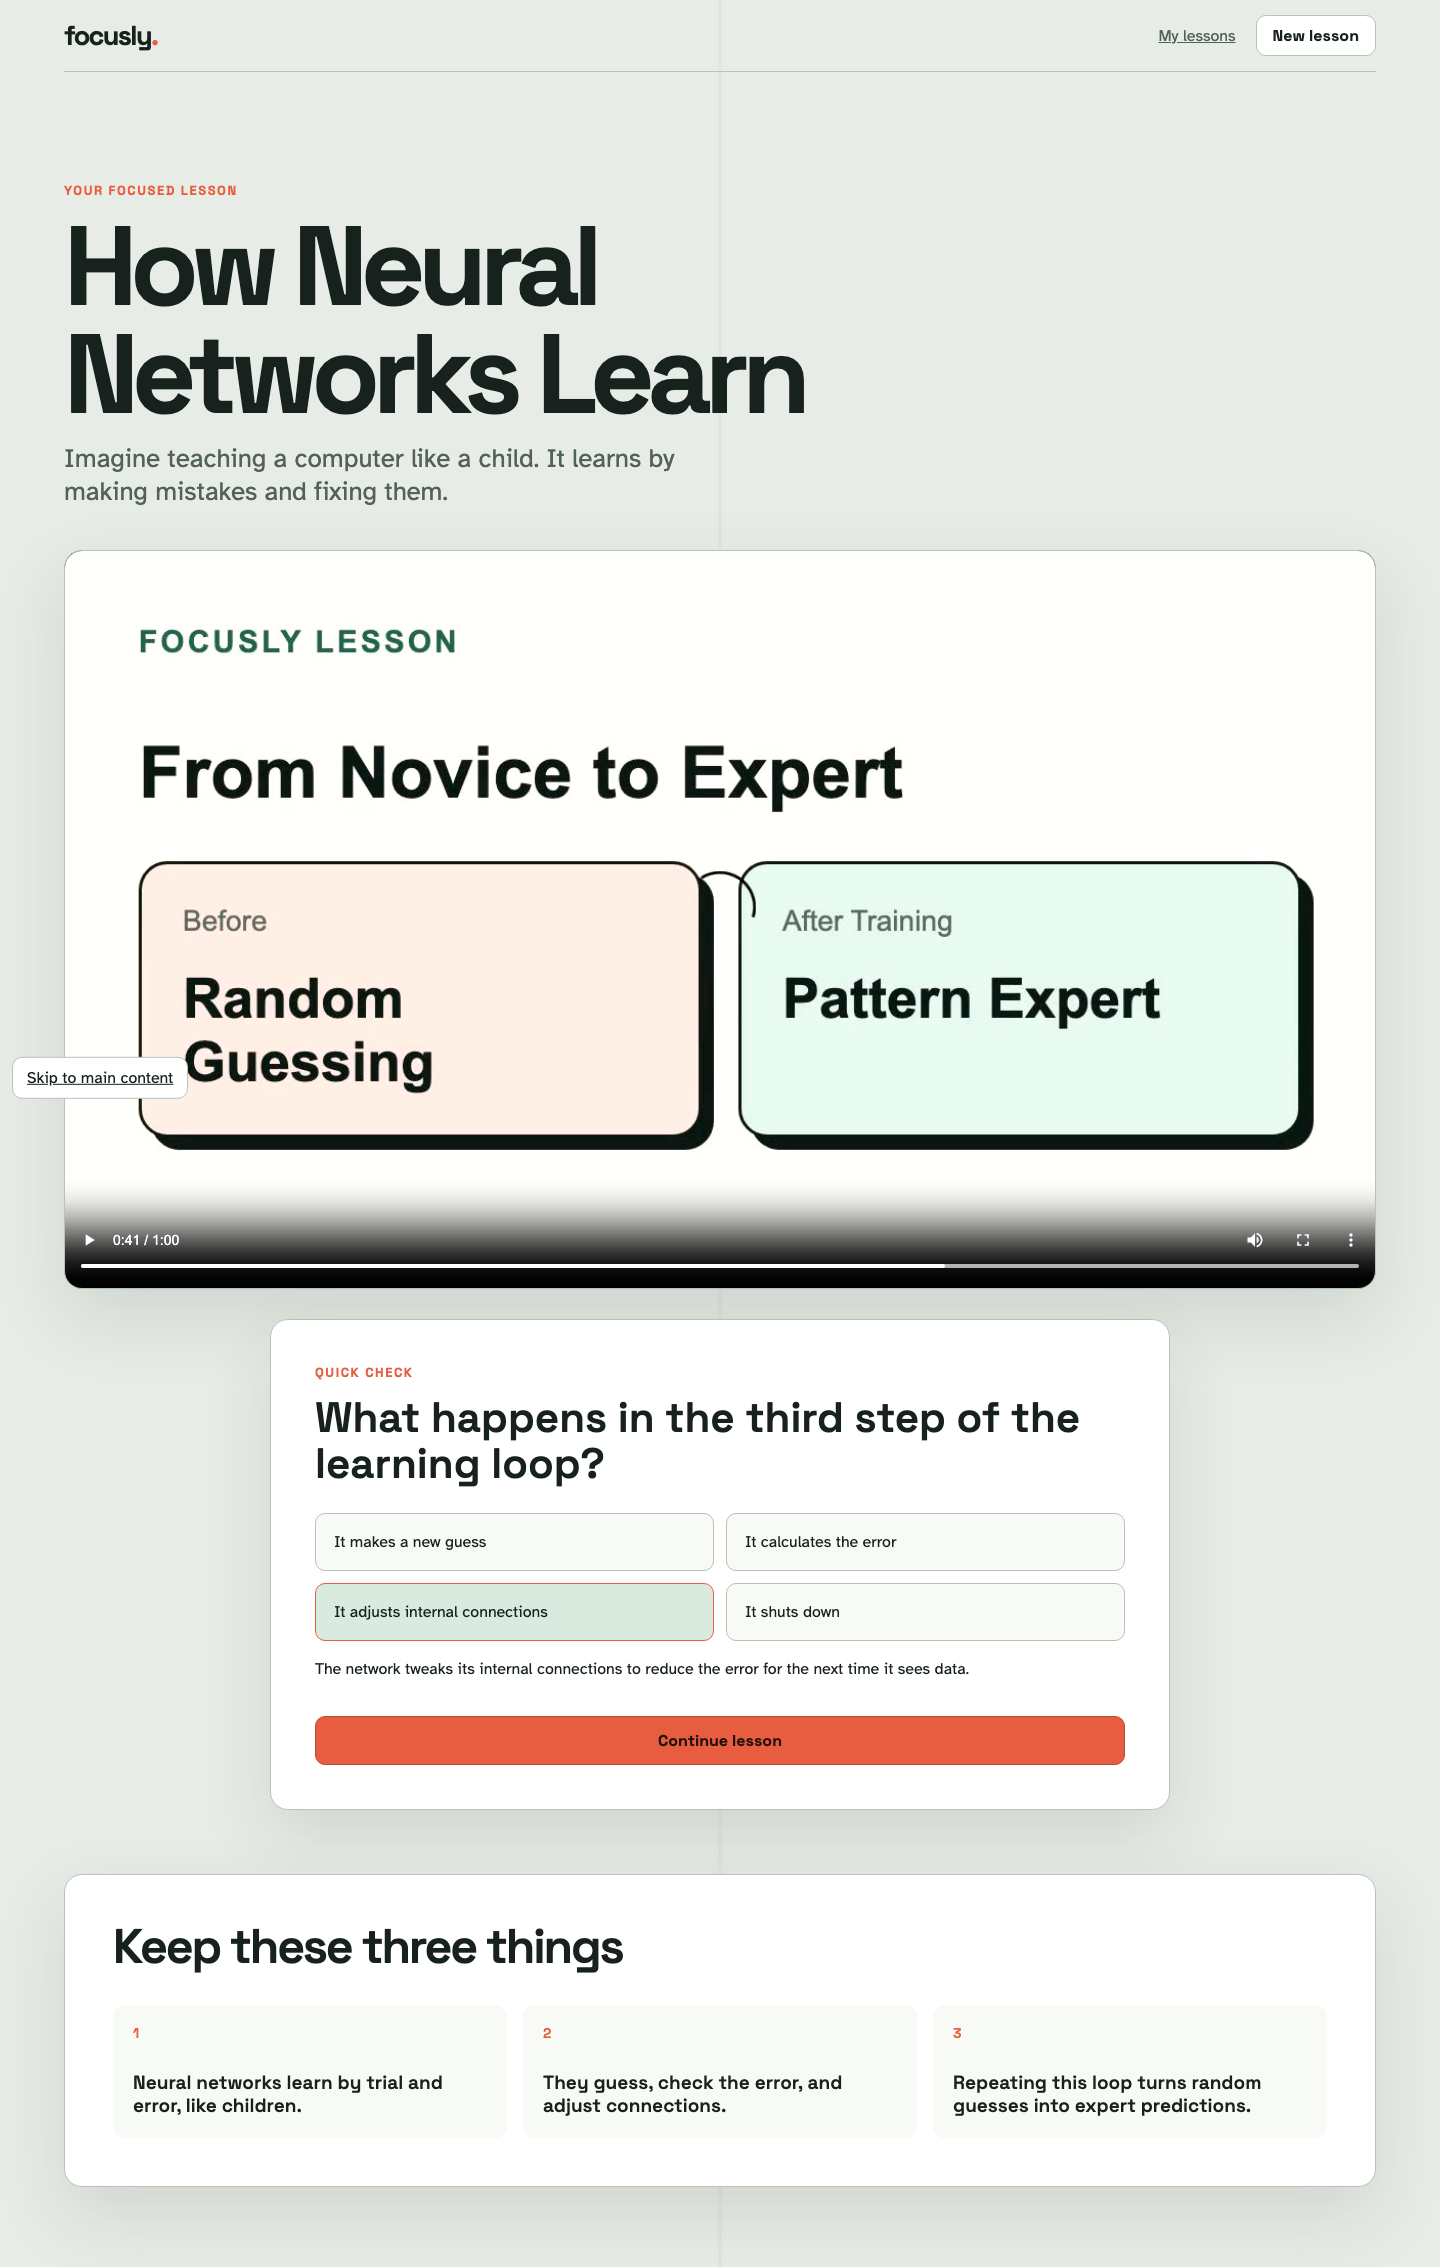 focusly.
My lessons
New lesson
YOUR FOCUSED LESSON
How Neural
Networks Learn
Imagine teaching a computer like a child. It learns by
making mistakes and fixing them.
FOCUSLY LESSON
From Novice to Expert
Before
Random
Guessing
After Training
Pattern Expert
Skip to main content
0:41 / 1:00
QUICK CHECK
What happens in the third step of the
learning loop?
It makes a new guess
It calculates the error
It adjusts internal connections
It shuts down
The network tweaks its internal connections to reduce the error for the next time it sees data.
Continue lesson
Keep these three things
1
Neural networks learn by trial and
error, like children.
2
They guess, check the error, and
adjust connections.
3
Repeating this loop turns random
guesses into expert predictions.